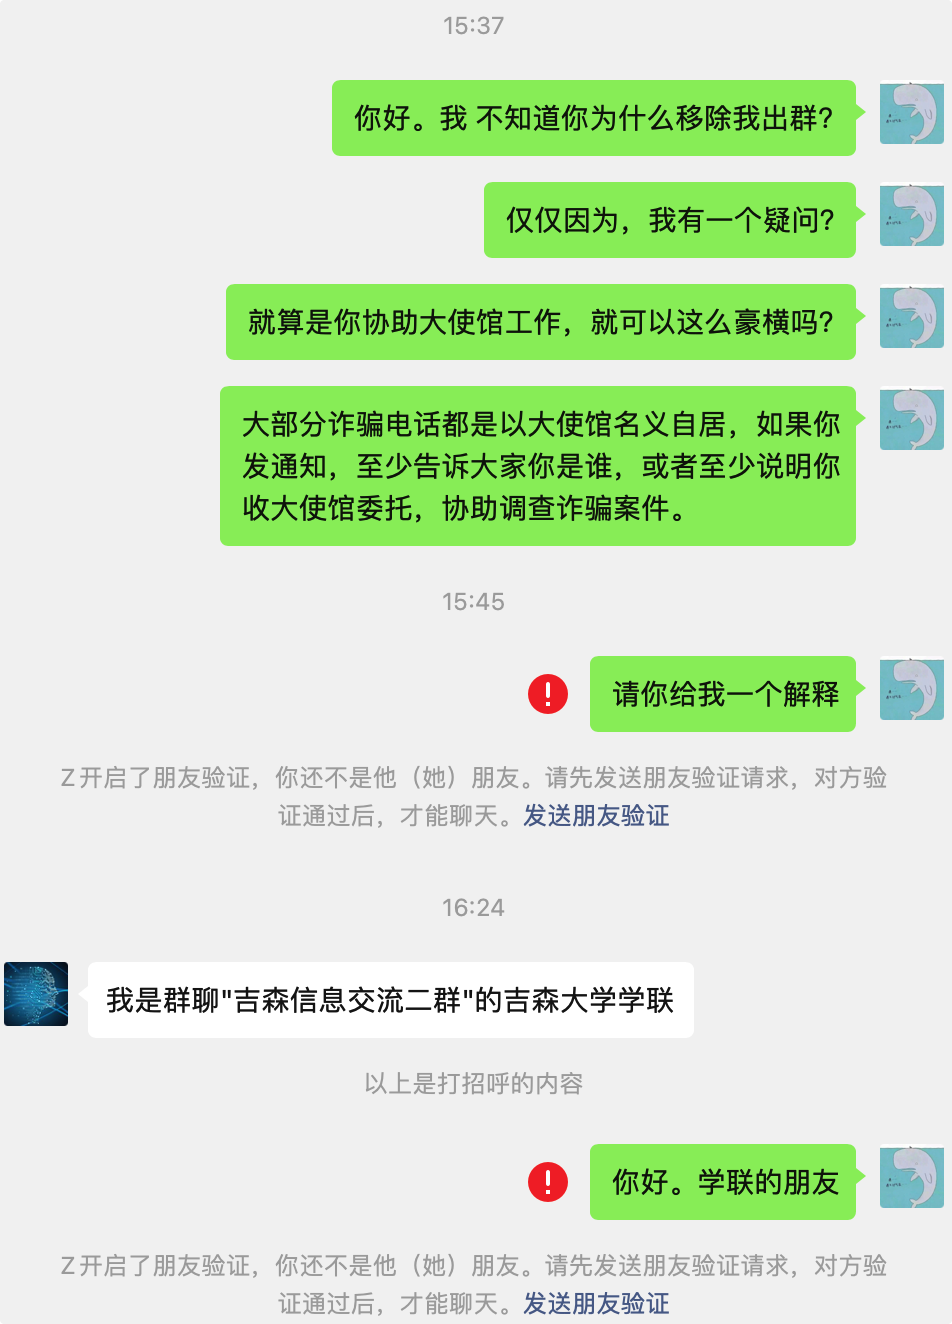 15:37
你好。我 不知道你为什么移除我出群?
仅仅因为，我有一个疑问?
就算是你协助大使馆工作，就可以这么豪横吗?
大部分诈骗电话都是以大使馆名义自居，如果你
发通知，至少告诉大家你是谁，或者至少说明你
收大使馆委托，协助调查诈骗案件。
15:45
请你给我一个解释
Z开启了朋友验证，你还不是他（她）朋友。请先发送朋友验证请求，对方验
证通过后，才能聊天。发送朋友验证
16:24
我是群聊"吉森信息交流二群"的吉森大学学联
以上是打招呼的内容
你好。学联的朋友
Z开启了朋友验证，你还不是他（她）朋友。请先发送朋友验证请求，对方验
证通过后，才能聊天。发送朋友验证